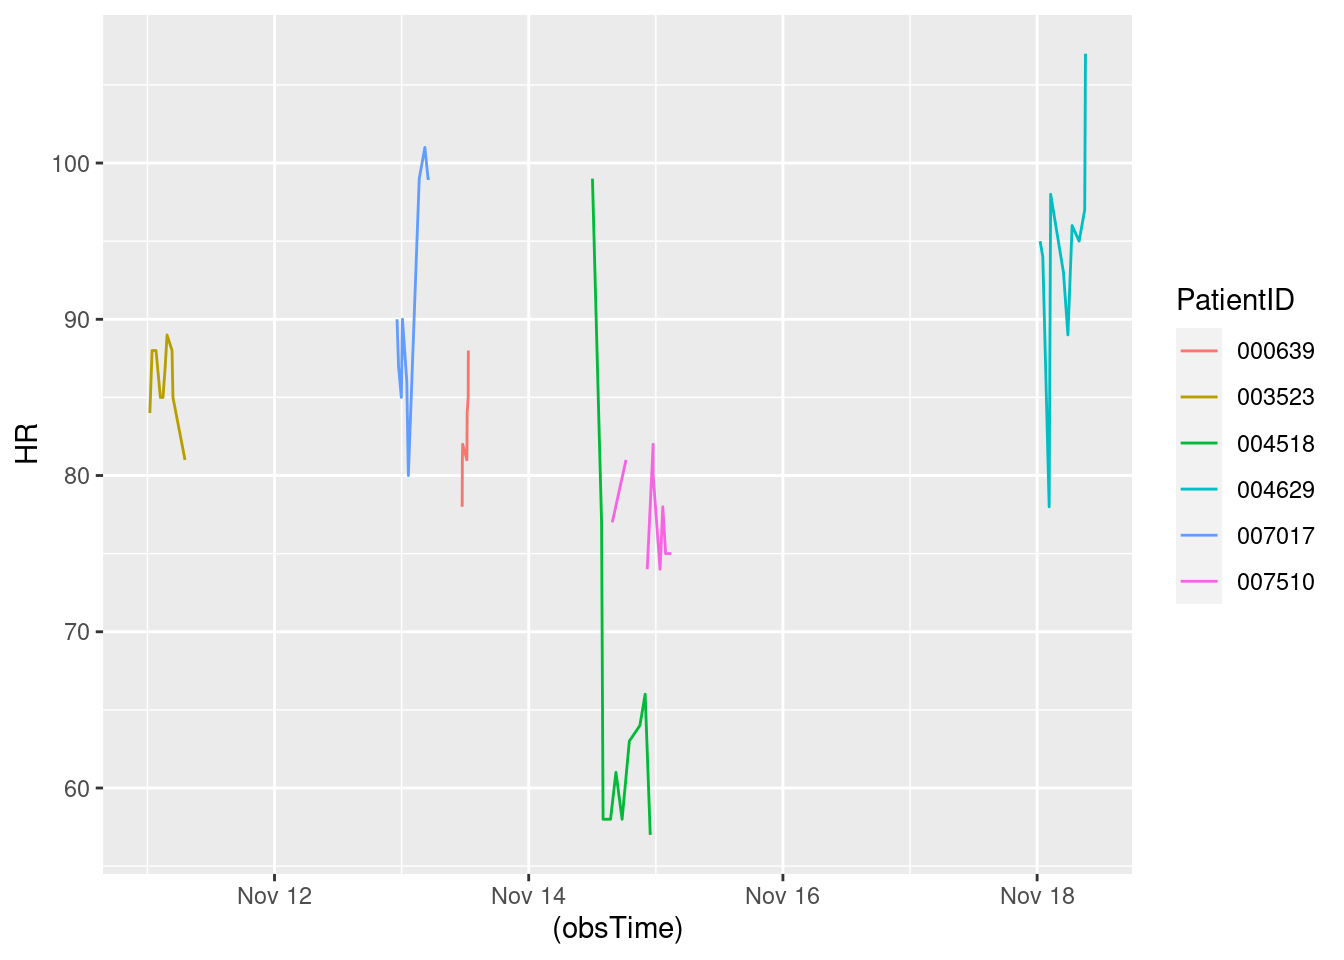 100
90
80
70
60
HR
Nov 12
Nov 14
Nov 16
Nov 18
(obsTime)
PatientID
000639
003523
004518
004629
007017
007510